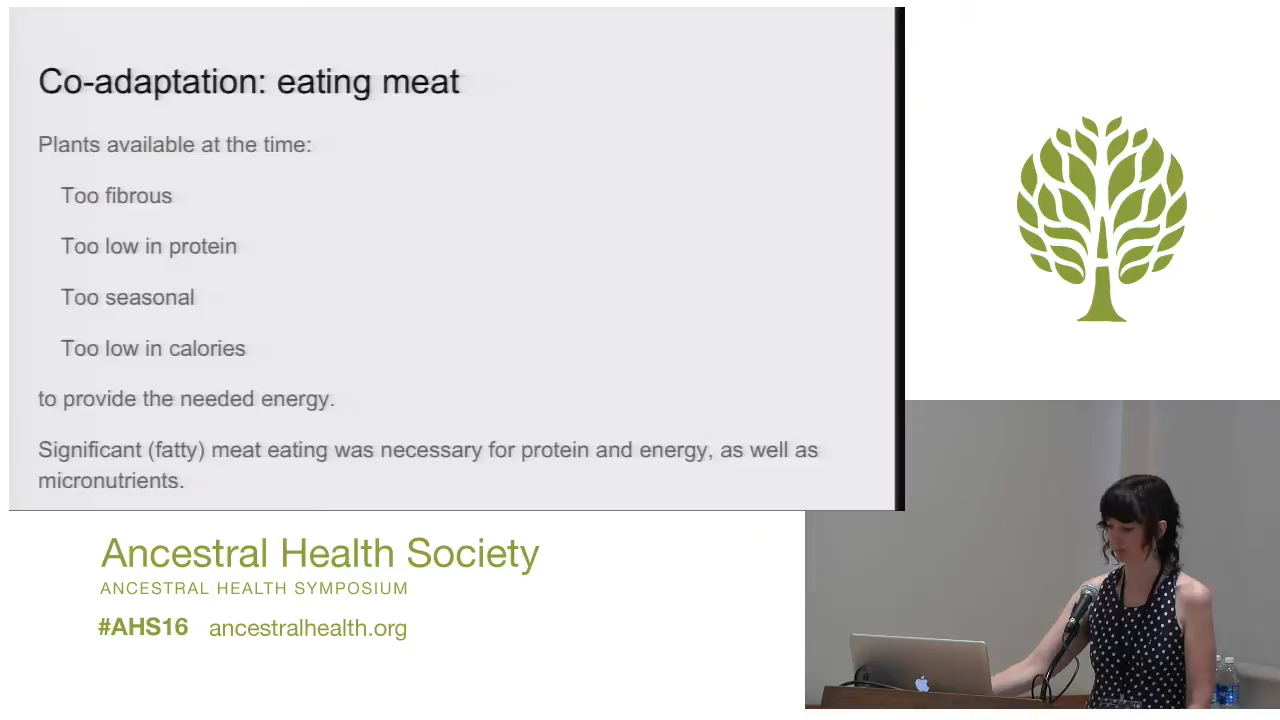 Co-adaptation: eating meat
Plants available at the time:
Too fibrous
Too low in protein
Too seasonal
Too low in calories
to provide the needed energy.
Significant (fatty) meat eating was necessary for protein and energy, as well as
micronutrients.
Ancestral Health Society
ANCESTRAL HEALTH SYMPOSIUM
#AHS16 ancestralhealth.org